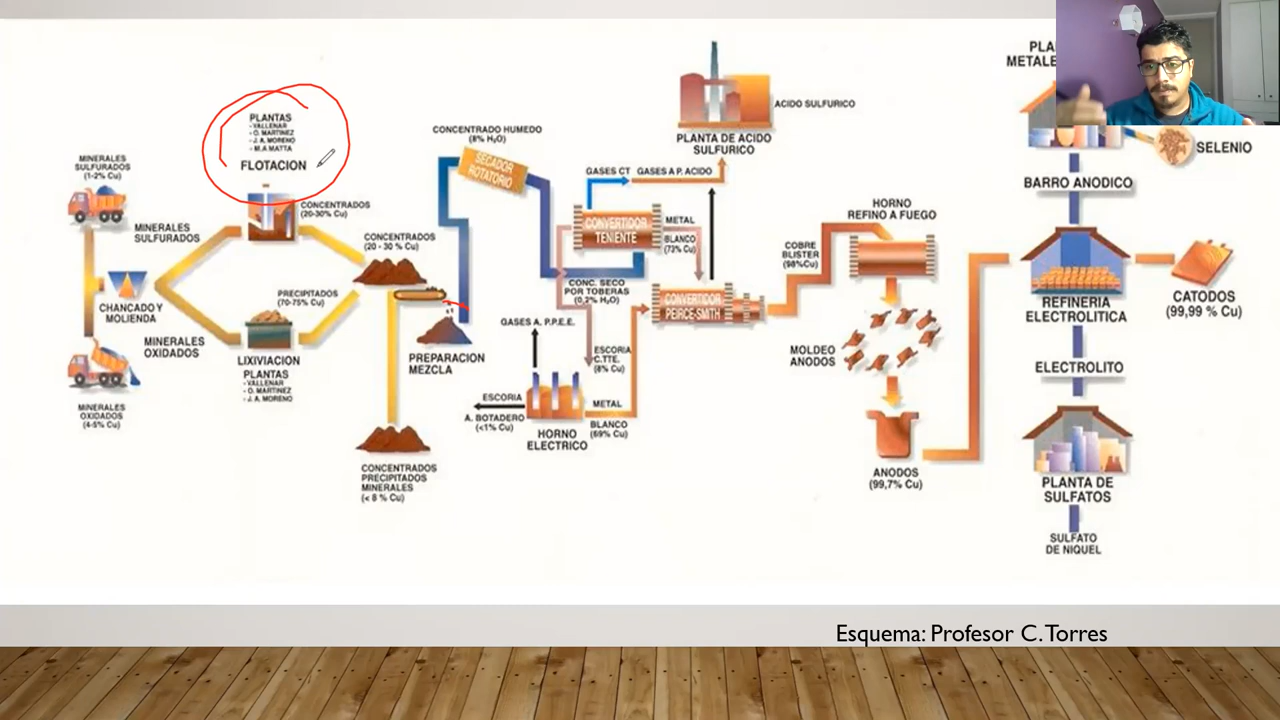 PLANTAS
- VALLENAR
- O. MARTINEZ
- J. A. MORENO
- M.A MATTA
FLOTACION
MINERALES
SULFURADOS
(1-2% Cu)
MINERALES
SULFURADOS
CHANCADO Y
MOLIENDA
MINERALES
OXIDADOS
MINERALES
OXIDADOS
(4-5% Cu)
CONCENTRADOS
(20-30% Cu)
PRECIPITADOS
(70-75% Cu)
LIXIVIACION
PLANTAS
- VALLENAR
- O. MARTINEZ
- J. A. MORENO
CONCENTRADOS
(20 - 30 % Cu)
PREPARACION
MEZCLA
CONCENTRADOS
PRECIPITADOS
MINERALES
(< 8 % Cu)
CONCENTRADO HUMEDO
(8% H₂O)
SECADOR
ROTATORIO
GASES CT
GASES A P. ACIDO
CONVERTIDOR
TENIENTE
METAL
BLANCO
(73% Cu)
CONC. SECO
POR TOBERAS
(0,2% H₂O)
PLANTA DE ACIDO
SULFURICO
ACIDO SULFURICO
CONVERTIDOR
PEIRCE-SMITH
GASES A. P.P.E.E.
ESCORIA
C.TTE.
(8% Cu)
ESCORIA
A. BOTADERO
(<1% Cu)
HORNO
ELECTRICO
METAL
BLANCO
(69% Cu)
COBRE
BLISTER
(98%Cu)
HORNO
REFINO A FUEGO
MOLDEO
ANODOS
ANODOS
(99,7% Cu)
PLA
METALE
SELENIO
BARRO ANODICO
REFINERIA
ELECTROLITICA
CATODOS
(99,99 % Cu)
ELECTROLITO
PLANTA DE
SULFATOS
SULFATO
DE NIQUEL
Esquema: Profesor C. Torres